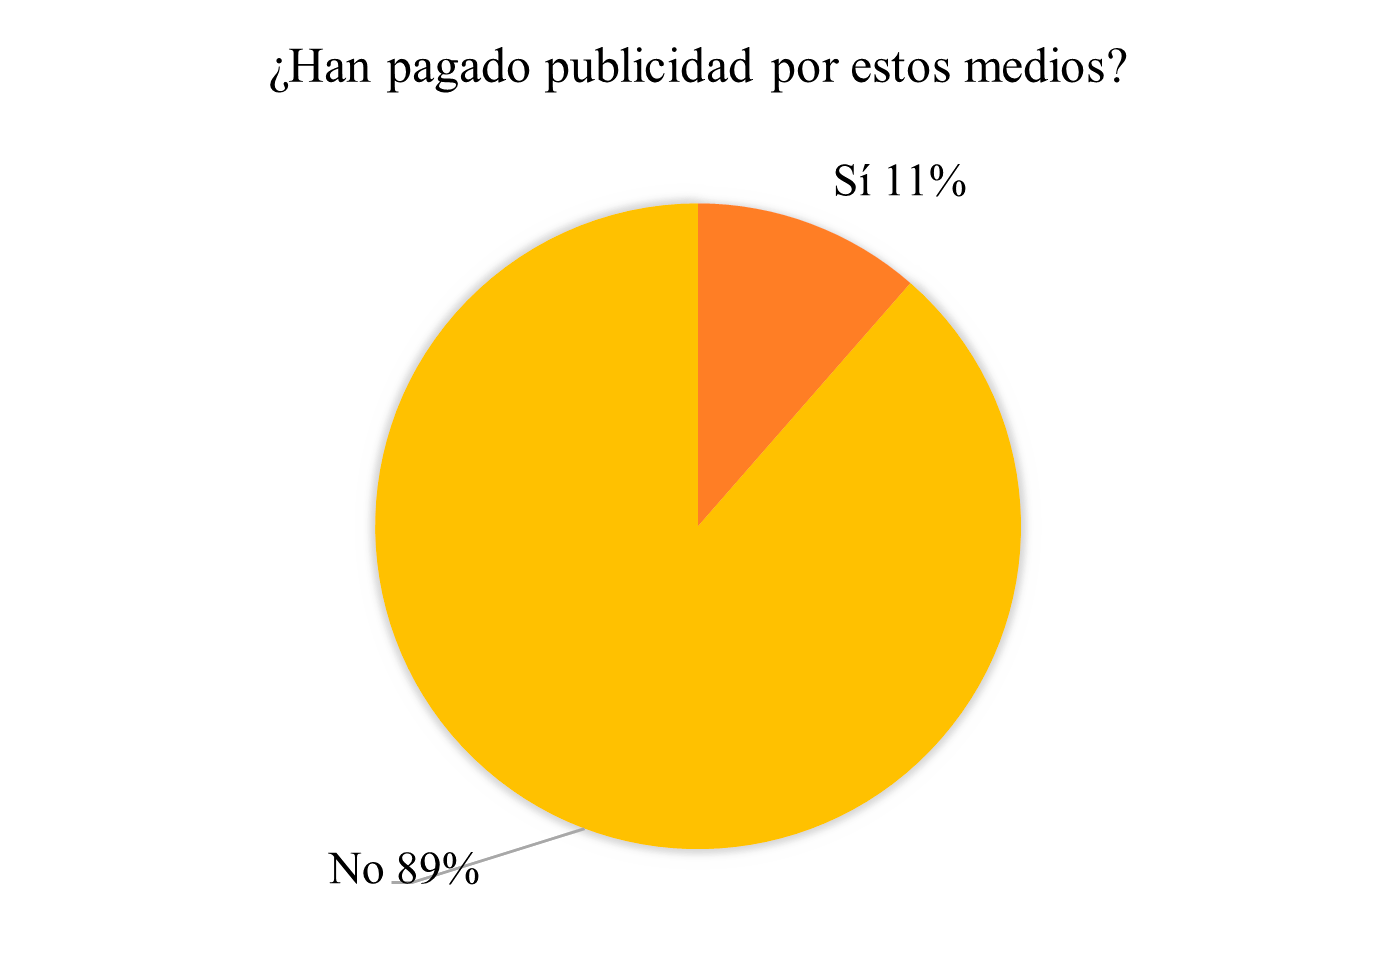 ¿Han pagado publicidad por estos medios?
Sí 11%
No 89%